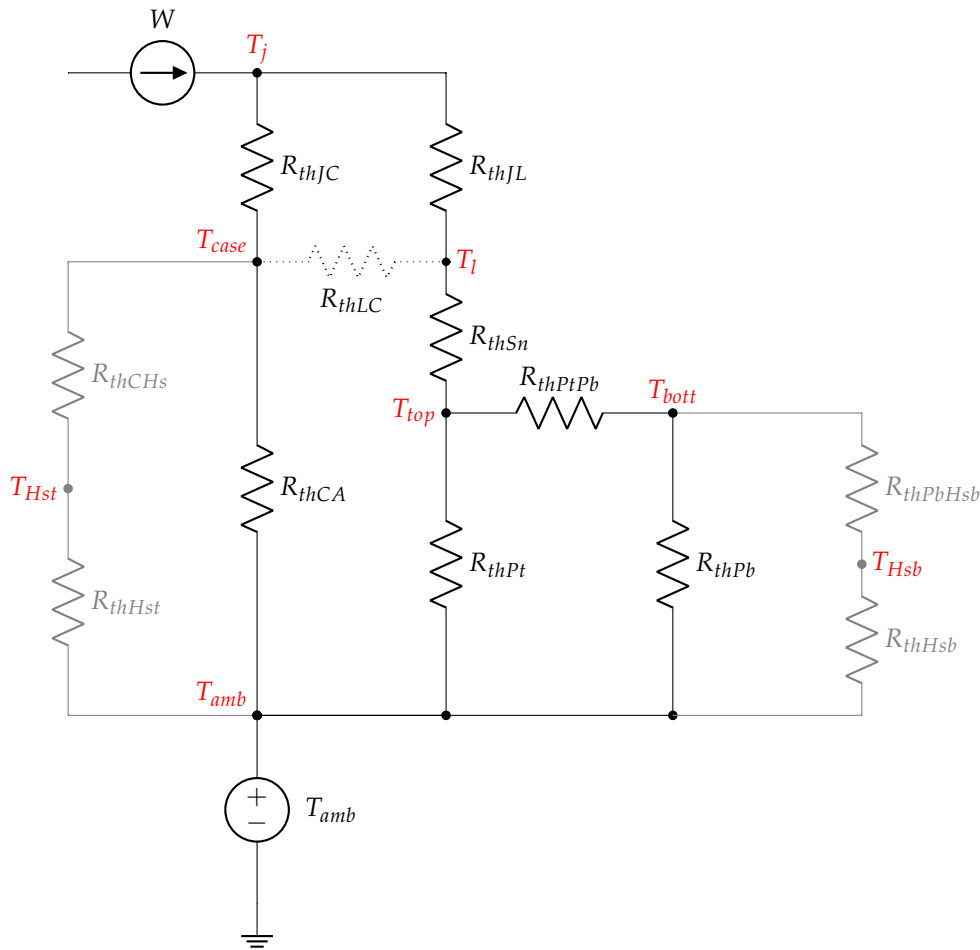 W
T_j
R_thJC
R_thJL
T_case
T_l
R_thLC
R_thSn
R_thCHs
R_thPtPb
T_top
T_bott
T_Hst
R_thCA
R_thPbHsb
R_thPt
R_thPb
T_Hsb
R_thHst
R_thHsb
T_amb
+
−
T_amb